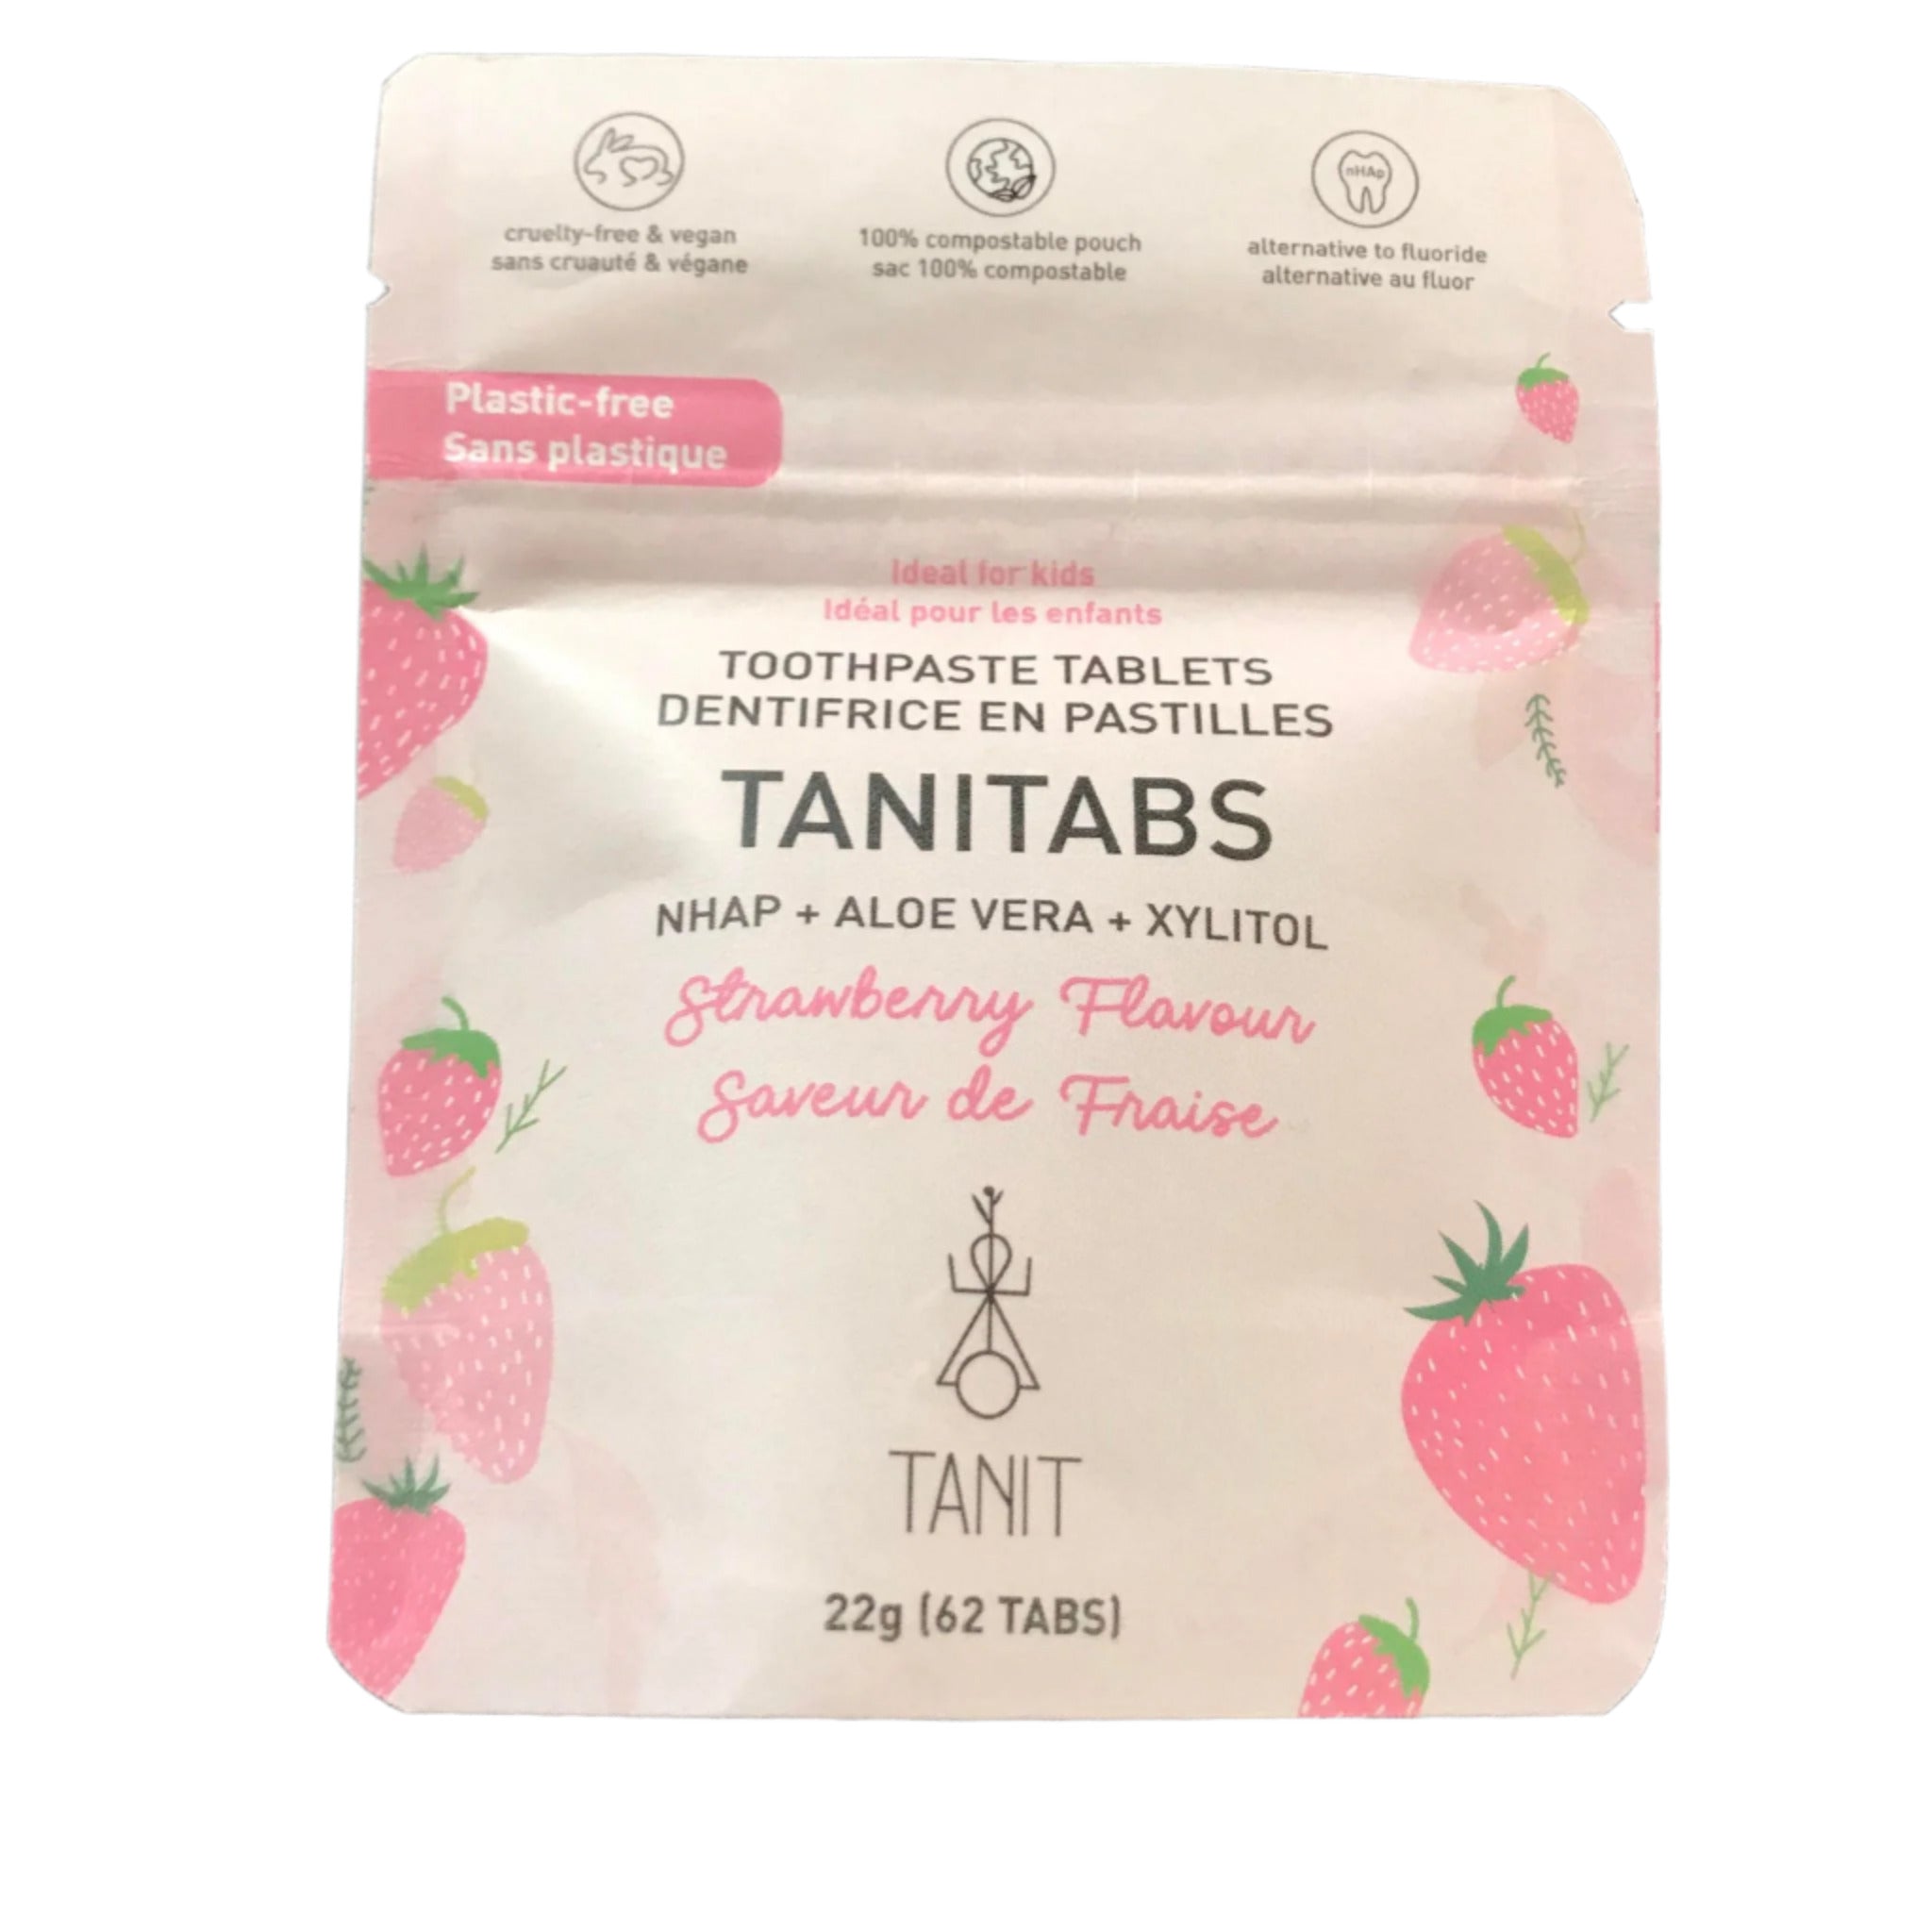 cruelty-free & vegan
sans cruauté & végane
100% compostable pouch
sac 100% compostable
nHAp
alternative to fluoride
alternative au fluor
Plastic-free
Sans plastique
Ideal for kids
Idéal pour les enfants
TOOTHPASTE TABLETS
DENTIFRICE EN PASTILLES
TANITABS
NHAP + ALOE VERA + XYLITOL
Strawberry Flavour
Saveur de Fraise
TANIT
22g (62 TABS)